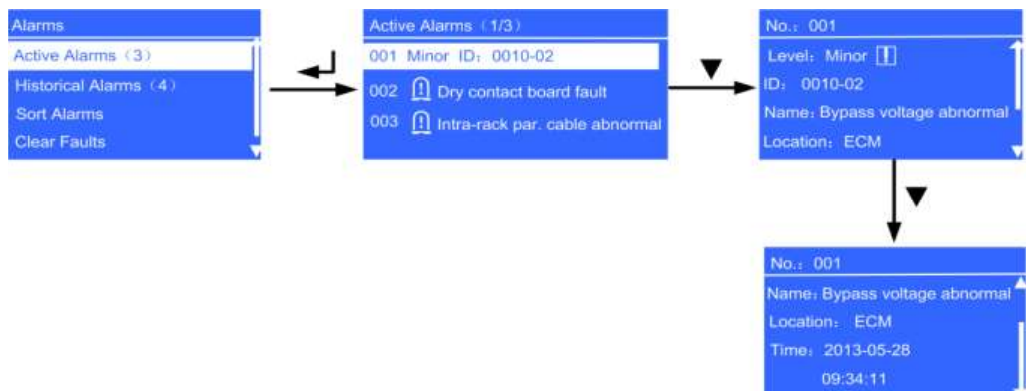 Alarms
Active Alarms（3）
Historical Alarms（4）
Sort Alarms
Clear Faults
Active Alarms（1/3）
001 Minor ID：0010-02
002 Dry contact board fault
003 Intra-rack par. cable abnormal
No.：001
Level：Minor
ID：0010-02
Name：Bypass voltage abnormal
Location：ECM
No.：001
Name：Bypass voltage abnormal
Location：ECM
Time：2013-05-28
09:34:11